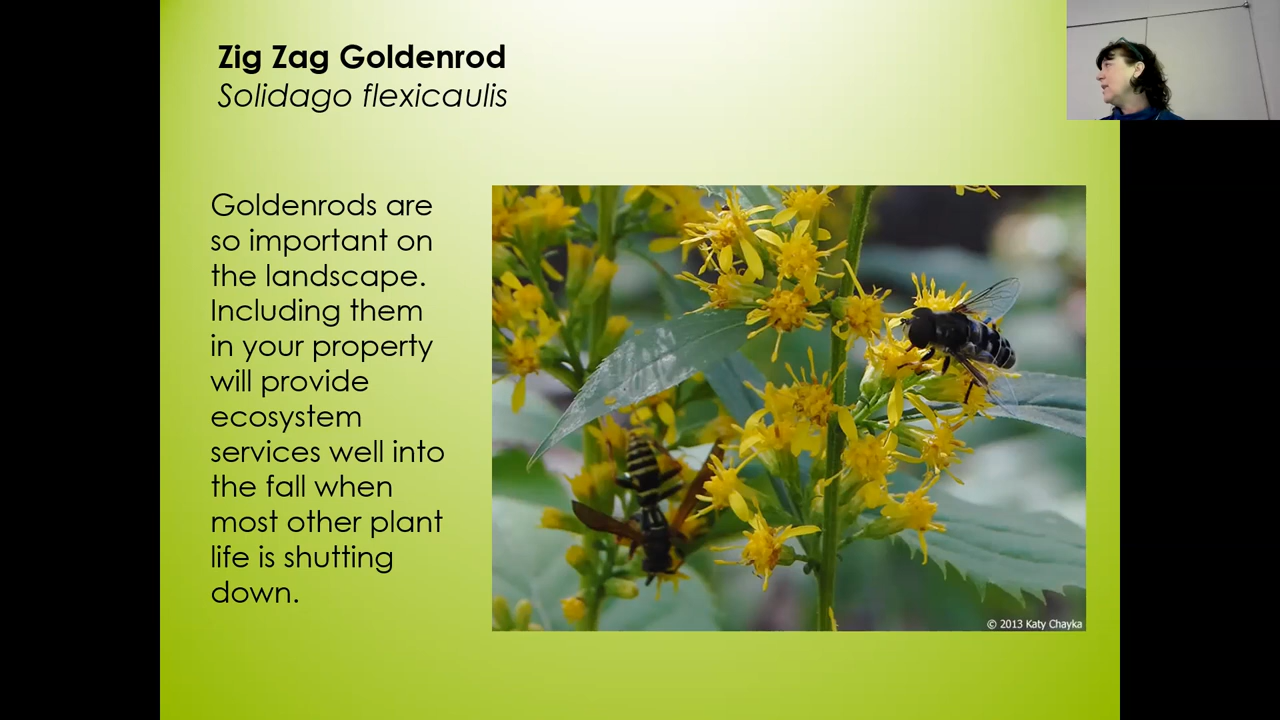 Zig Zag Goldenrod
Solidago flexicaulis
Goldenrods are
so important on
the landscape.
Including them
in your property
will provide
ecosystem
services well into
the fall when
most other plant
life is shutting
down.
© 2013 Katy Chayka